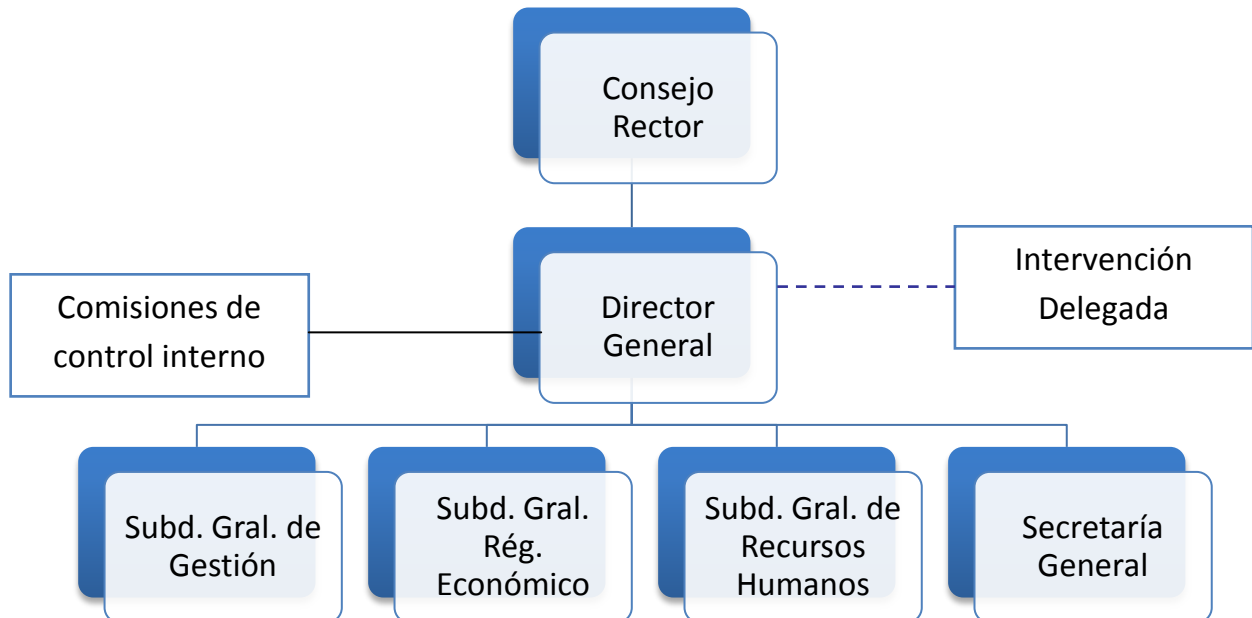 Consejo
Rector
Intervención
Delegada
Comisiones de
control interno
Director
General
Subd. Gral. de
Gestión
Subd. Gral.
Rég.
Económico
Subd. Gral. de
Recursos
Humanos
Secretaría
General